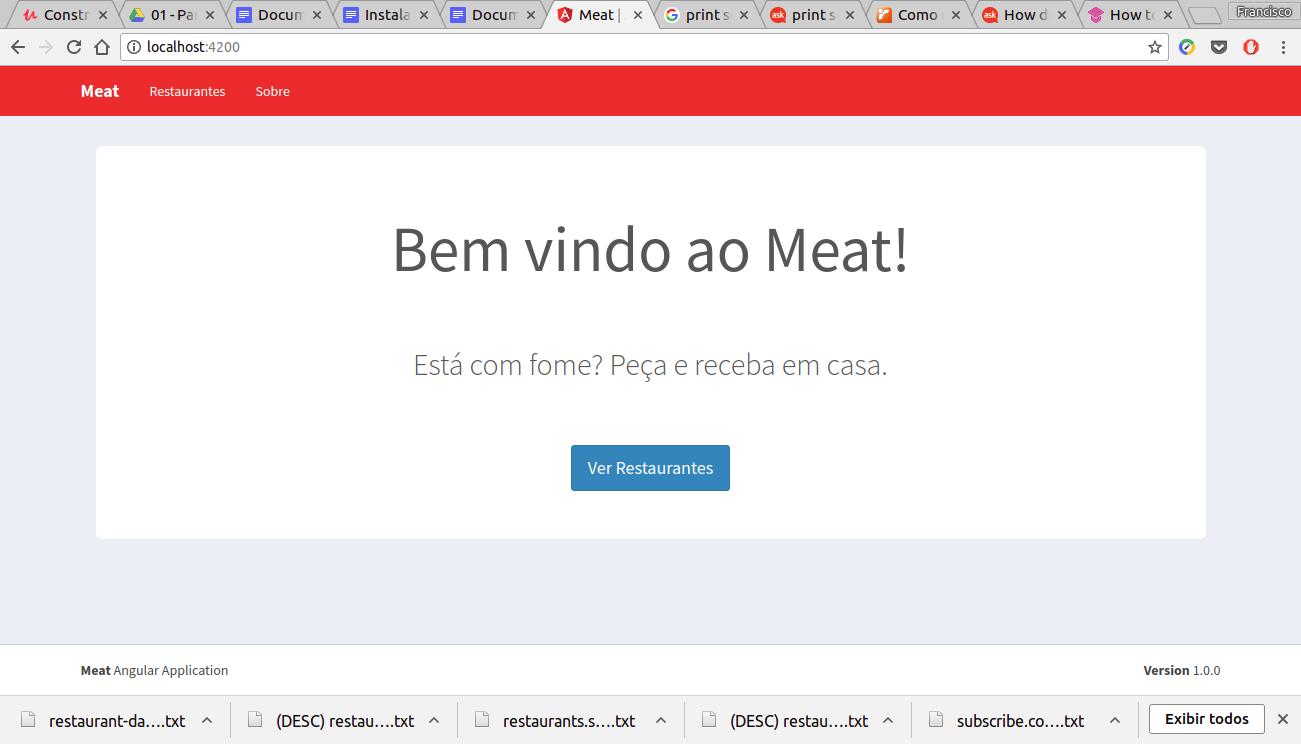 Constr
01 - Pa
Docum
Instala
Docum
Meat |
print s
print s
Como
How d
How to
Francisco
localhost:4200
Meat Restaurantes Sobre
Bem vindo ao Meat!
Está com fome? Peça e receba em casa.
Ver Restaurantes
Meat Angular Application
Version 1.0.0
restaurant-da....txt
(DESC) restau....txt
restaurants.s....txt
(DESC) restau....txt
subscribe.co....txt
Exibir todos